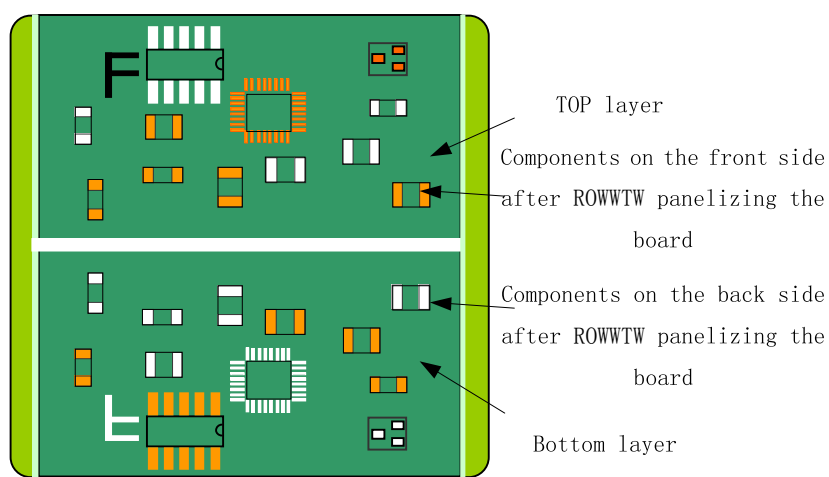 F
TOP layer
Components on the front side
after ROWWTW panelizing the
board
Components on the back side
after ROWWTW panelizing the
board
F
Bottom layer